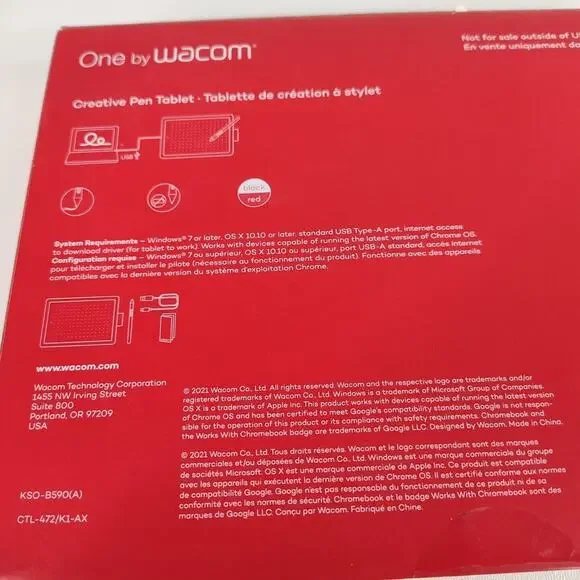 One by wacom®
Not for sale outside of US
En vente uniquement da
Creative Pen Tablet · Tablette de création à stylet
USB
black
red
System Requirements – Windows® 7 or later, OS X 10.10 or later, standard USB Type-A port, internet access
to download driver (for tablet to work). Works with devices capable of running the latest version of Chrome OS.
Configuration requise – Windows® 7 ou supérieur, OS X 10.10 ou supérieur, port USB-A standard, accès Internet
pour télécharger et installer le pilote (nécessaire au fonctionnement du produit). Fonctionne avec des appareils
compatibles avec la dernière version du système d'exploitation Chrome.
www.wacom.com
Wacom Technology Corporation
1455 NW Irving Street
Suite 800
Portland, OR 97209
USA
© 2021 Wacom Co., Ltd. All rights reserved. Wacom and the respective logo are trademarks and/or
registered trademarks of Wacom Co., Ltd. Windows is a trademark of Microsoft Group of Companies.
OS X is a trademark of Apple Inc. This product works with devices capable of running the latest version
of Chrome OS and has been certified to meet Google's compatibility standards. Google is not respon-
sible for the operation of this product or its compliance with safety requirements. Chromebook and
the Works With Chromebook badge are trademarks of Google LLC. Designed by Wacom, Made in China.
© 2021 Wacom Co., Ltd. Tous droits réservés. Wacom et le logo correspondant sont des marques
commerciales et/ou déposées de Wacom Co., Ltd. Windows est une marque commerciale du groupe
de sociétés Microsoft. OS X est une marque commerciale de Apple Inc. Ce produit est compatible
avec les appareils qui exécutent la dernière version de Chrome OS. Il est certifié conforme aux normes
de compatibilité Google. Google n'est pas responsable du fonctionnement de ce produit ni de sa
conformité avec les normes de sécurité. Chromebook et le badge Works With Chromebook sont des
marques de Google LLC. Conçu par Wacom. Fabriqué en Chine.
KSO-B590(A)
CTL-472/K1-AX